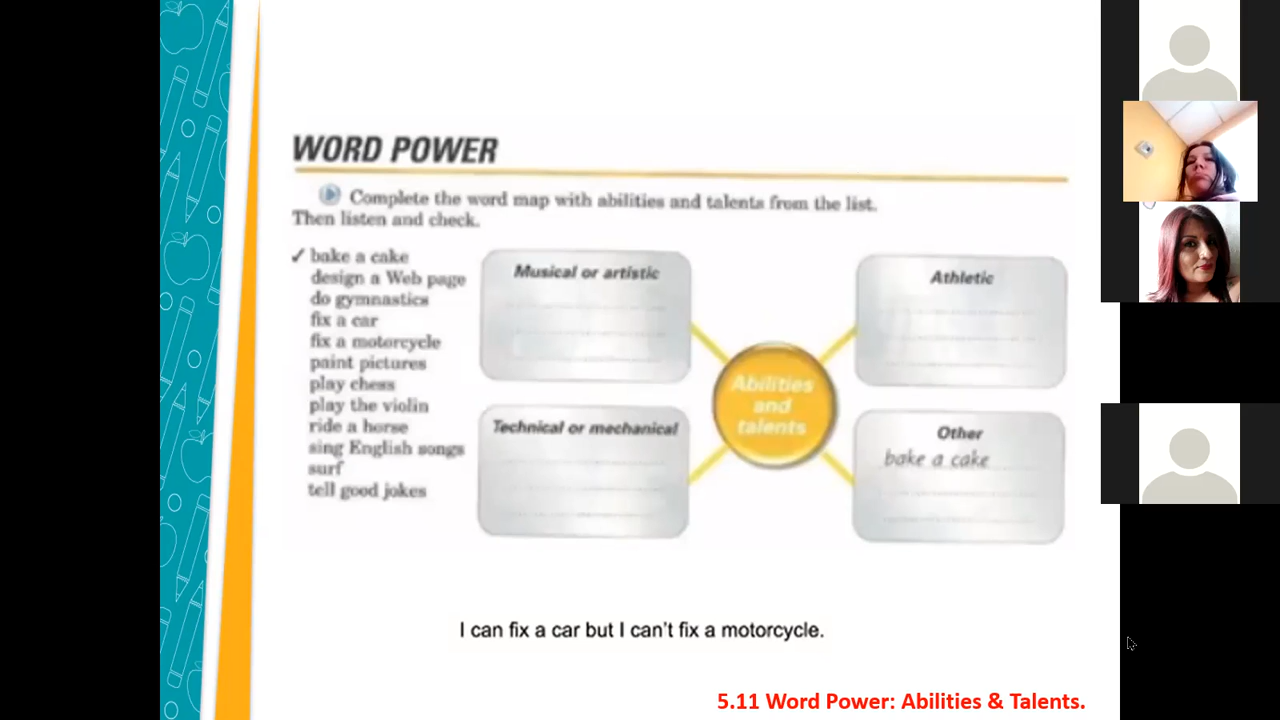 WORD POWER
Complete the word map with abilities and talents from the list.
Then listen and check.
✓ bake a cake
design a Web page
do gymnastics
fix a car
fix a motorcycle
paint pictures
play chess
play the violin
ride a horse
sing English songs
surf
tell good jokes
Musical or artistic
Athletic
Abilities
and
talents
Technical or mechanical
Other
bake a cake
I can fix a car but I can't fix a motorcycle.
5.11 Word Power: Abilities & Talents.